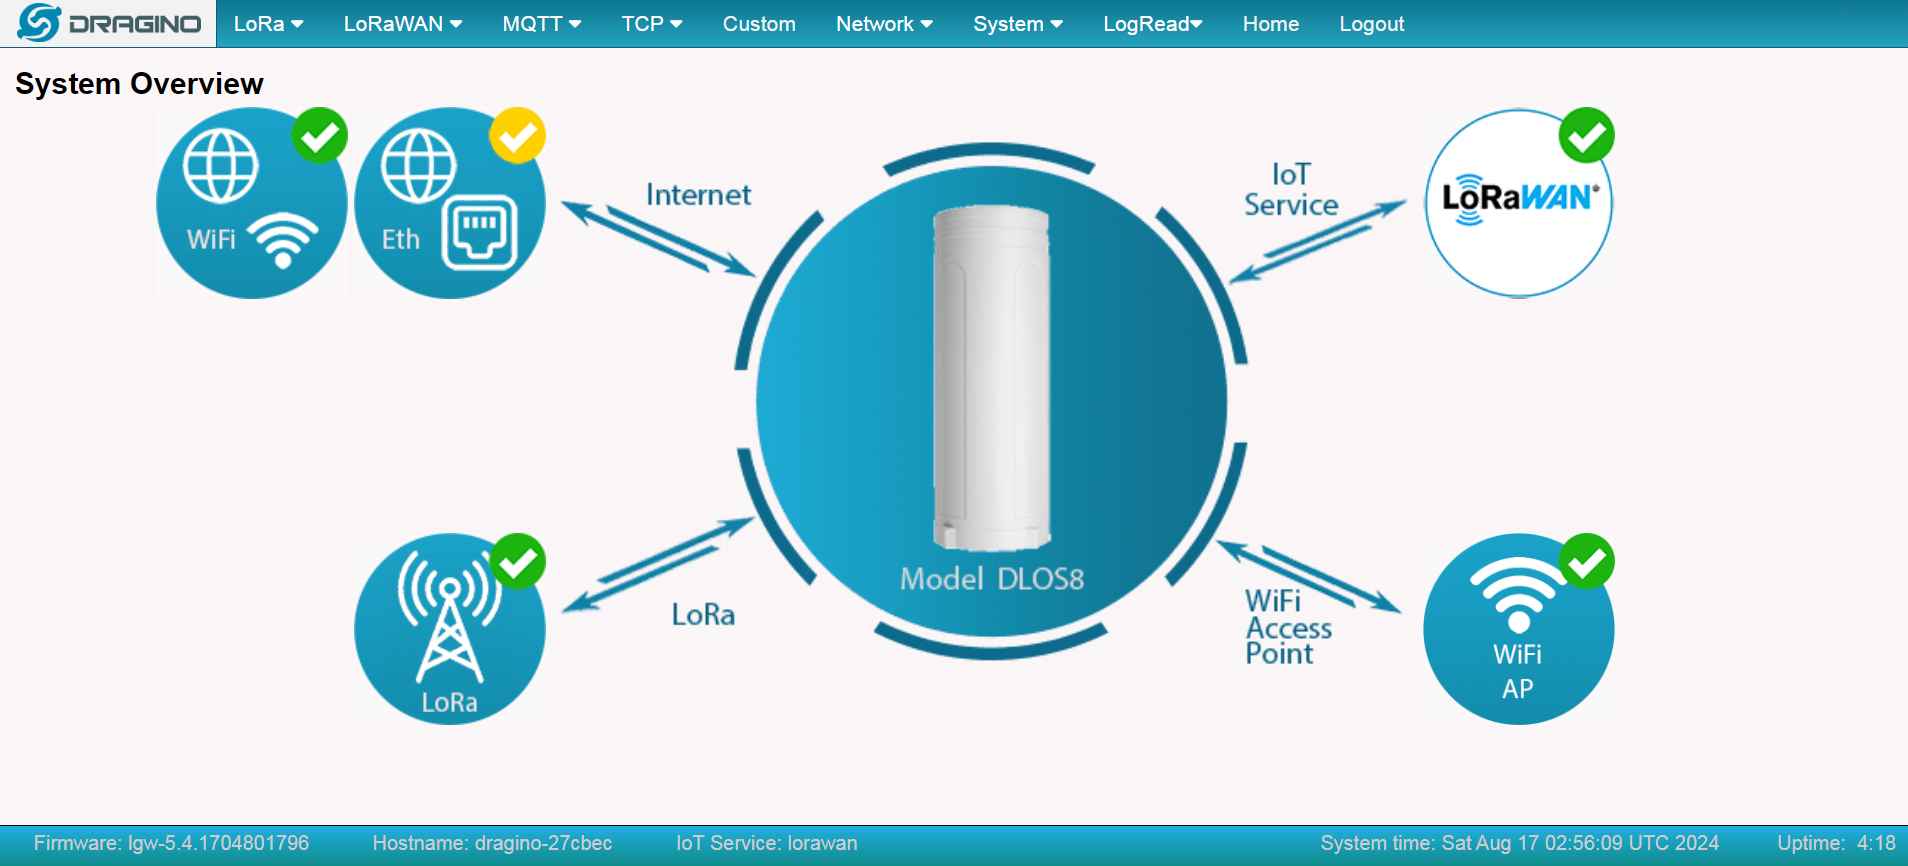 DRAGINO LoRa LoRaWAN MQTT TCP Custom Network System LogRead Home Logout
System Overview
WiFi
Eth
Internet
IoT
Service
LoRaWAN®
Model DLOS8
LoRa
LoRa
WiFi
Access
Point
WiFi
AP
Firmware: lgw-5.4.1704801796 Hostname: dragino-27cbec IoT Service: lorawan System time: Sat Aug 17 02:56:09 UTC 2024 Uptime: 4:18